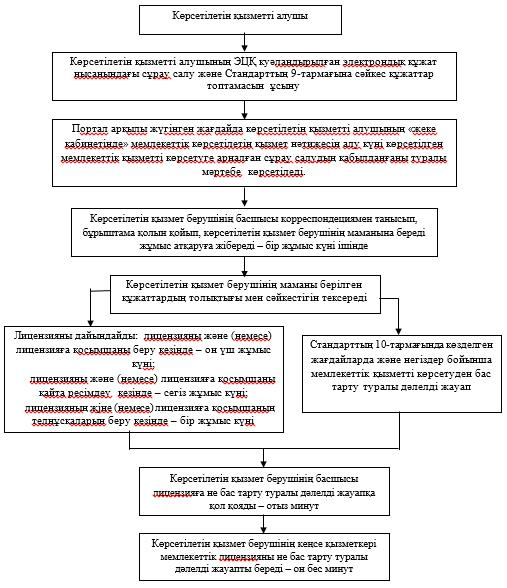 Көрсетілетін қызметті алушы
Көрсетілетін қызметті алушының ЭЦҚ куәландырылған электрондық құжат
нысанындағы сұрау салу және Стандарттың 9-тармағына сәйкес құжаттар
топтамасын ұсыну
Портал арқылы жүгінген жағдайда көрсетілетін қызметті алушының «жеке
кабинетінде» мемлекеттік көрсетілетін қызмет нәтижесін алу күні көрсетілген
мемлекеттік қызметті көрсетуге арналған сұрау салудың қабылданғаны туралы
мәртебе көрсетіледі.
Көрсетілетін қызмет берушінің басшысы корреспонденциямен танысып,
бұрыштама қолын қойып, көрсетілетін қызмет берушінің маманына береді
жұмыс атқаруға жібереді – бір жұмыс күні ішінде
Көрсетілетін қызмет берушінің маманы берілген
құжаттардың толықтығы мен сәйкестігін тексереді
Лицензияны дайындайды: лицензияны және (немесе)
лицензияға қосымшаны беру кезінде – он үш жұмыс
күні;
лицензияны және (немесе) лицензияға қосымшаны
қайта ресімдеу кезінде – сегіз жұмыс күні;
лицензияның жіне (немесе) лицензияға қосымшаның
телнұсқаларын беру кезінде – бір жұмыс күні
Стандарттың 10-тармағында көзделген
жағдайларда және негіздер бойынша
мемлекеттік қызметті көрсетуден бас
тарту туралы дәлелді жауап
Көрсетілетін қызмет берушінің басшысы
лицензияға не бас тарту туралы дәлелді жауапқа
қол қояды – отыз минут
Көрсетілетін қызмет берушінің кеңсе қызметкері
мемлекеттік лицензияны не бас тарту туралы
дәлелді жауапты береді – он бес минут